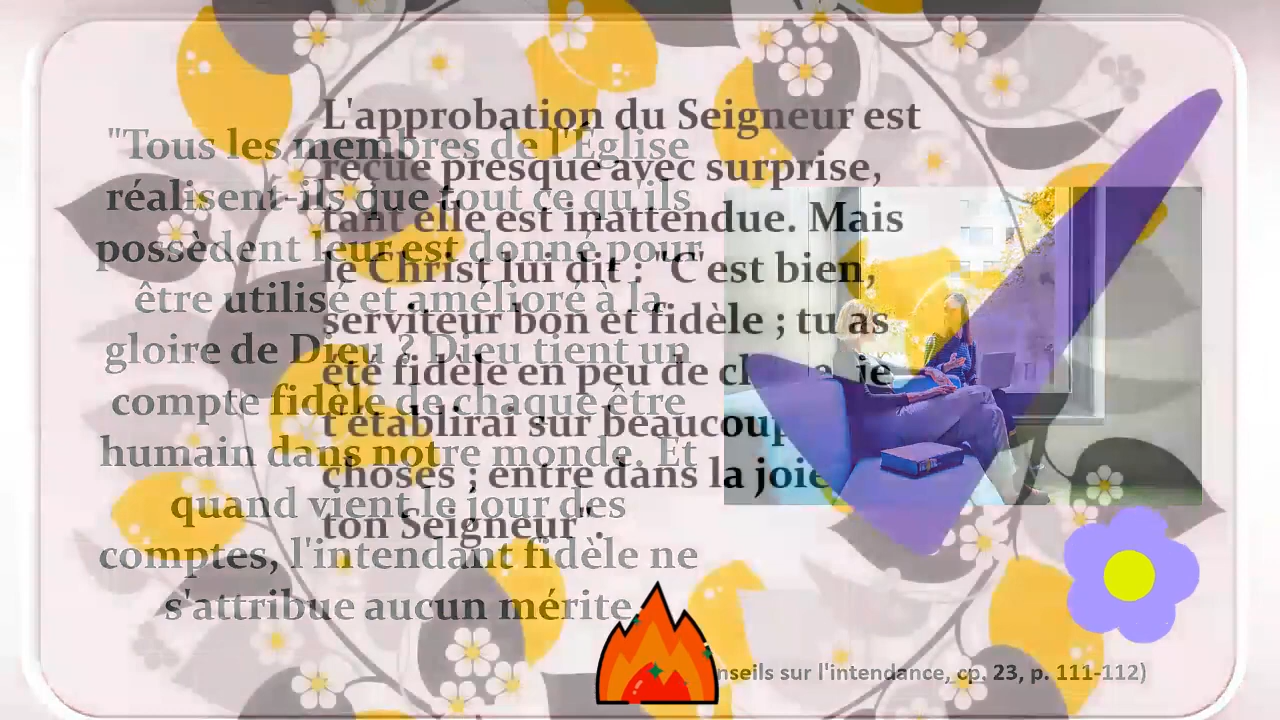 "Tous les membres de l'Église
réalisent-ils que tout ce qu'ils
possèdent leur est donné pour
être utilisé et amélioré à la
gloire de Dieu ? Dieu tient un
compte fidèle de chaque être
humain dans notre monde. Et
quand vient le jour des
comptes, l'intendant fidèle ne
s'attribue aucun mérite.
L'approbation du Seigneur est
reçue presque avec surprise,
tant elle est inattendue. Mais
le Christ lui dit : "C'est bien,
serviteur bon et fidèle ; tu as
été fidèle en peu de je
t'établirai sur beaucoup
choses ; entre dans la joie
ton Seigneur".
sur l'intendance, cp. 23, p. 111-112)